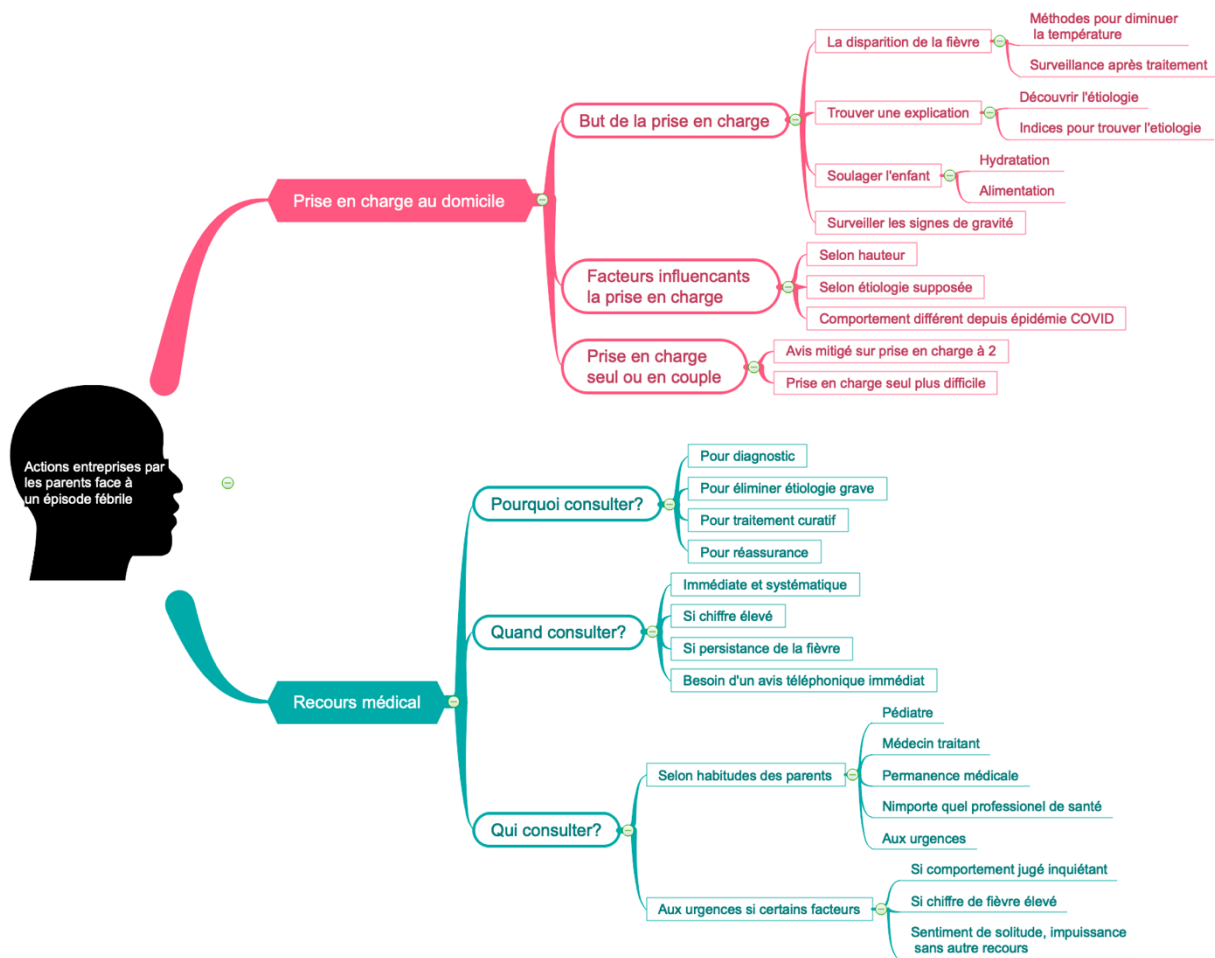 Actions entreprises par
les parents face à
un épisode fébrile
Prise en charge au domicile
But de la prise en charge
La disparition de la fièvre
Méthodes pour diminuer
la température
Surveillance après traitement
Trouver une explication
Découvrir l'étiologie
Indices pour trouver l'etiologie
Soulager l'enfant
Hydratation
Alimentation
Surveiller les signes de gravité
Facteurs influencants
la prise en charge
Selon hauteur
Selon étiologie supposée
Comportement différent depuis épidémie COVID
Prise en charge
seul ou en couple
Avis mitigé sur prise en charge à 2
Prise en charge seul plus difficile
Recours médical
Pourquoi consulter?
Pour diagnostic
Pour éliminer étiologie grave
Pour traitement curatif
Pour réassurance
Quand consulter?
Immédiate et systématique
Si chiffre élevé
Si persistance de la fièvre
Besoin d'un avis téléphonique immédiat
Qui consulter?
Selon habitudes des parents
Pédiatre
Médecin traitant
Permanence médicale
Nimporte quel professionel de santé
Aux urgences
Aux urgences si certains facteurs
Si comportement jugé inquiétant
Si chiffre de fièvre élevé
Sentiment de solitude, impuissance
sans autre recours